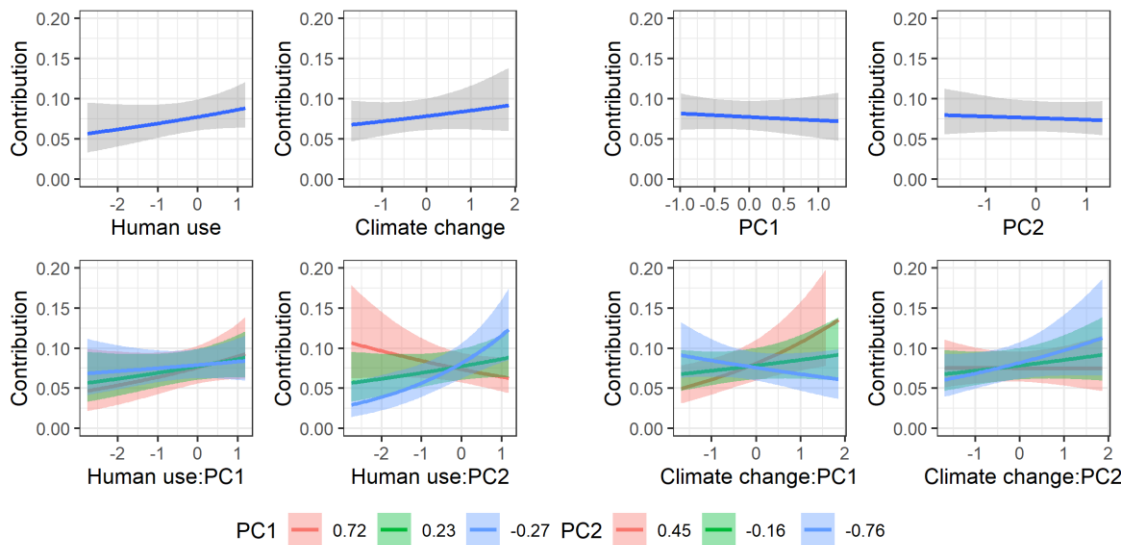 0.20 0.20 0.20 0.20
0.15 0.15 0.15 0.15
0.10 0.10 0.10 0.10
0.05 0.05 0.05 0.05
0.00 0.00 0.00 0.00
Contribution Contribution Contribution Contribution
-2 -1 0 1 -1 0 1 2 -1.0 -0.5 0.0 0.5 1.0 -1 0 1
Human use Climate change PC1 PC2
0.20 0.20 0.20 0.20
0.15 0.15 0.15 0.15
0.10 0.10 0.10 0.10
0.05 0.05 0.05 0.05
0.00 0.00 0.00 0.00
Contribution Contribution Contribution Contribution
-2 -1 0 1 -2 -1 0 1 -1 0 1 2 -1 0 1 2
Human use:PC1 Human use:PC2 Climate change:PC1 Climate change:PC2
PC1 0.72 0.23 -0.27 PC2 0.45 -0.16 -0.76